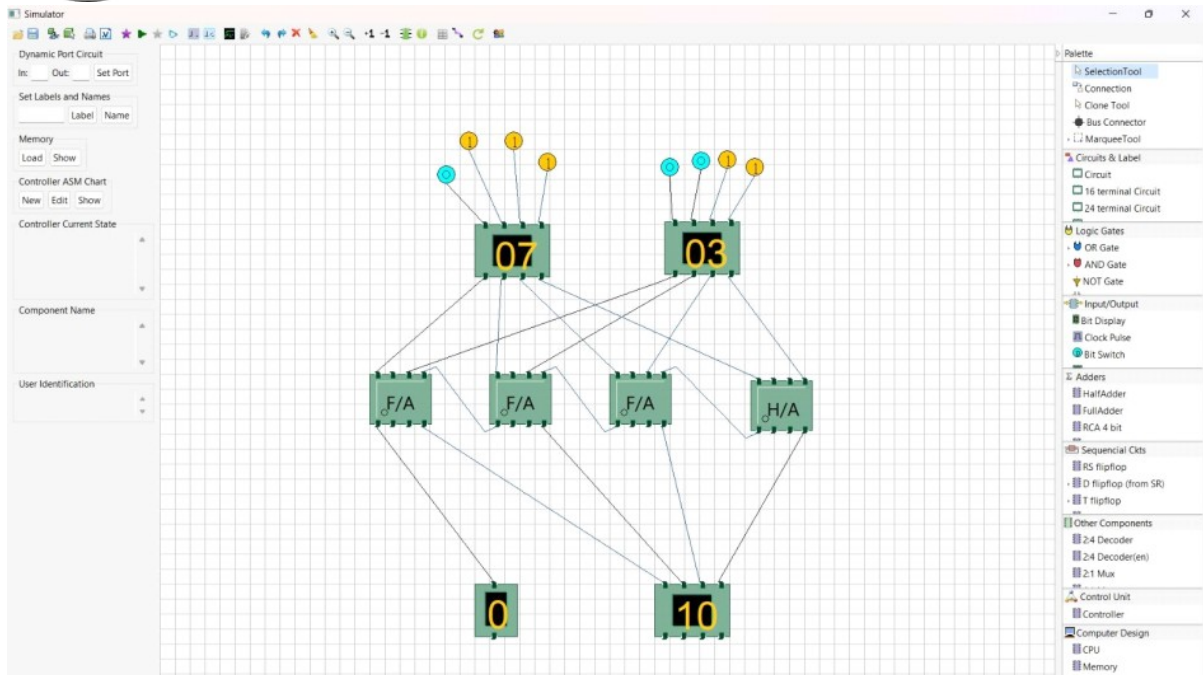 Simulator
+1 -1
Dynamic Port Circuit
In: Out: Set Port
Set Labels and Names
Label Name
Memory
Load Show
Controller ASM Chart
New Edit Show
Controller Current State
Component Name
User Identification
1 1
0 1
0 0 1 1
07 03
F/A F/A F/A H/A
0 10
Palette
SelectionTool
Connection
Clone Tool
Bus Connector
MarqueeTool
Circuits & Label
Circuit
16 terminal Circuit
24 terminal Circuit
Logic Gates
OR Gate
AND Gate
NOT Gate
Input/Output
Bit Display
Clock Pulse
Bit Switch
Adders
HalfAdder
FullAdder
RCA 4 bit
Sequencial Ckts
RS flipflop
D flipflop (from SR)
T flipflop
Other Components
2:4 Decoder
2:4 Decoder(en)
2:1 Mux
Control Unit
Controller
Computer Design
CPU
Memory